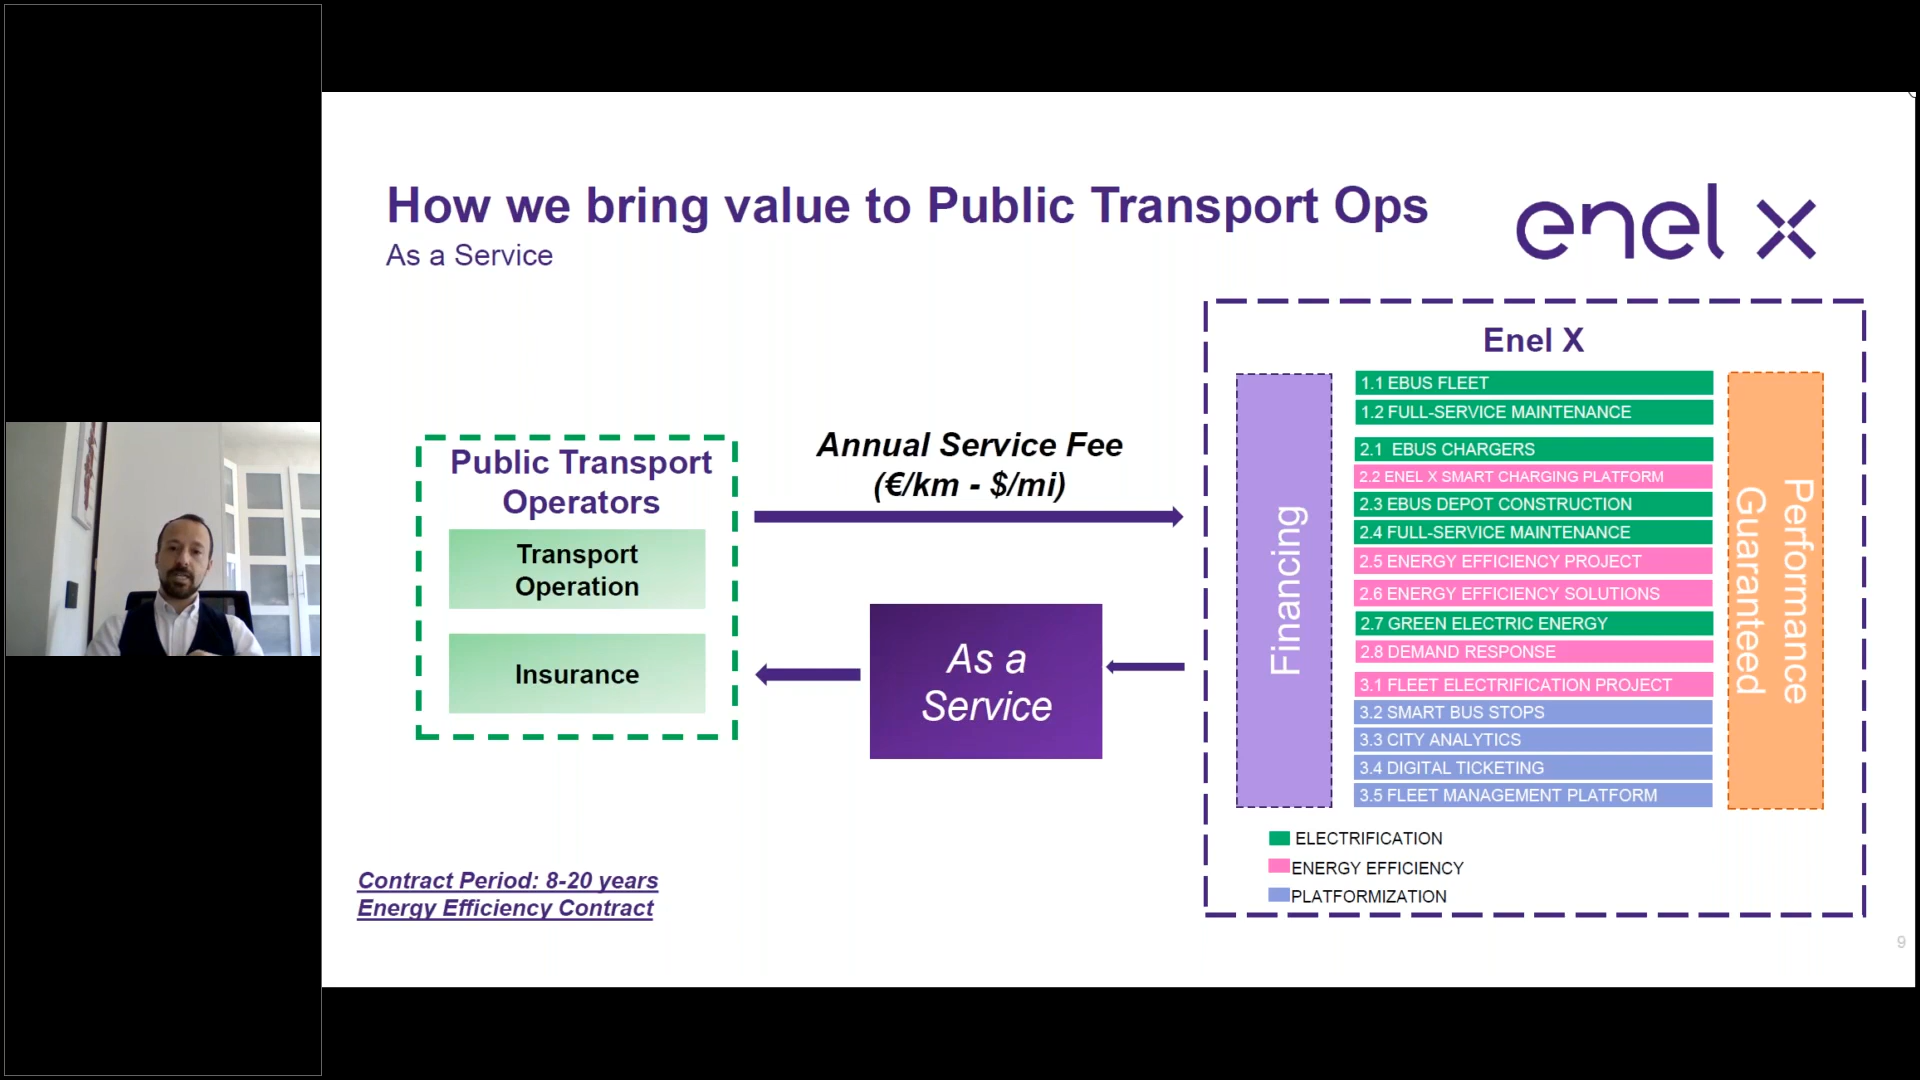 How we bring value to Public Transport Ops
As a Service
enel x
Public Transport
Operators
Transport
Operation
Insurance
Annual Service Fee
(€/km - $/mi)
As a
Service
Enel X
Financing
1.1 EBUS FLEET
1.2 FULL-SERVICE MAINTENANCE
2.1 EBUS CHARGERS
2.2 ENEL X SMART CHARGING PLATFORM
2.3 EBUS DEPOT CONSTRUCTION
2.4 FULL-SERVICE MAINTENANCE
2.5 ENERGY EFFICIENCY PROJECT
2.6 ENERGY EFFICIENCY SOLUTIONS
2.7 GREEN ELECTRIC ENERGY
2.8 DEMAND RESPONSE
3.1 FLEET ELECTRIFICATION PROJECT
3.2 SMART BUS STOPS
3.3 CITY ANALYTICS
3.4 DIGITAL TICKETING
3.5 FLEET MANAGEMENT PLATFORM
Performance
Guaranteed
ELECTRIFICATION
ENERGY EFFICIENCY
PLATFORMIZATION
Contract Period: 8-20 years
Energy Efficiency Contract
9